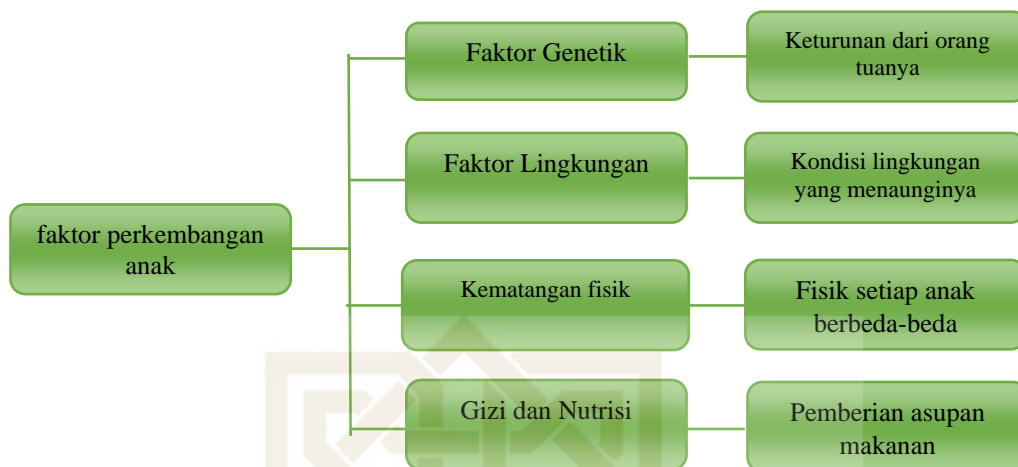 Faktor Genetik
Keturunan dari orang
tuanya
Faktor Lingkungan
Kondisi lingkungan
yang menaunginya
faktor perkembangan
anak
Kematangan fisik
Fisik setiap anak
berbeda-beda
Gizi dan Nutrisi
Pemberian asupan
makanan